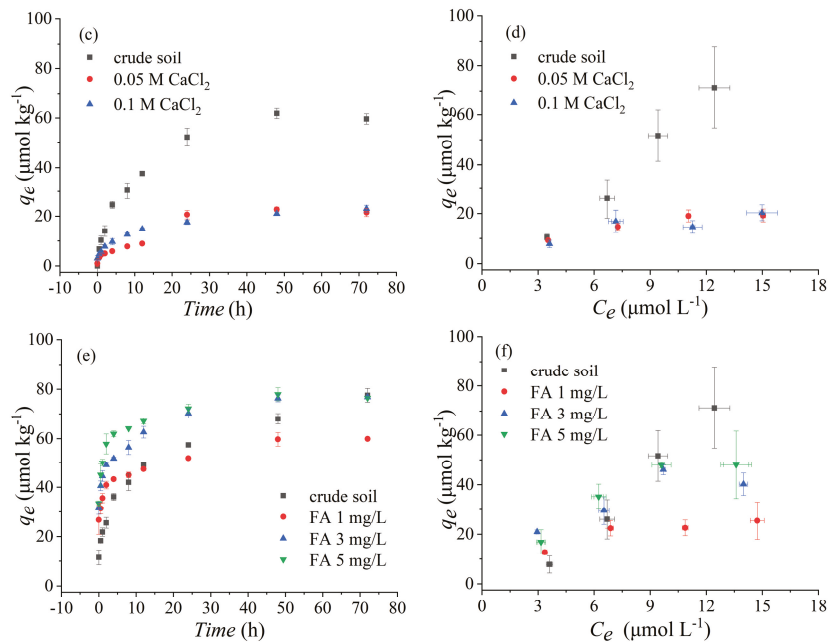 (c)
crude soil
0.05 M CaCl2
0.1 M CaCl2
qe (μmol kg-1)
100
80
60
40
20
0
-10 0 10 20 30 40 50 60 70 80
Time (h)
(d)
crude soil
0.05 M CaCl2
0.1 M CaCl2
qe (μmol kg-1)
100
80
60
40
20
0
0 3 6 9 12 15 18
Ce (μmol L-1)
(e)
crude soil
FA 1 mg/L
FA 3 mg/L
FA 5 mg/L
qe (μmol kg-1)
100
80
60
40
20
0
-10 0 10 20 30 40 50 60 70 80
Time (h)
(f)
crude soil
FA 1 mg/L
FA 3 mg/L
FA 5 mg/L
qe (μmol kg-1)
100
80
60
40
20
0
0 3 6 9 12 15 18
Ce (μmol L-1)